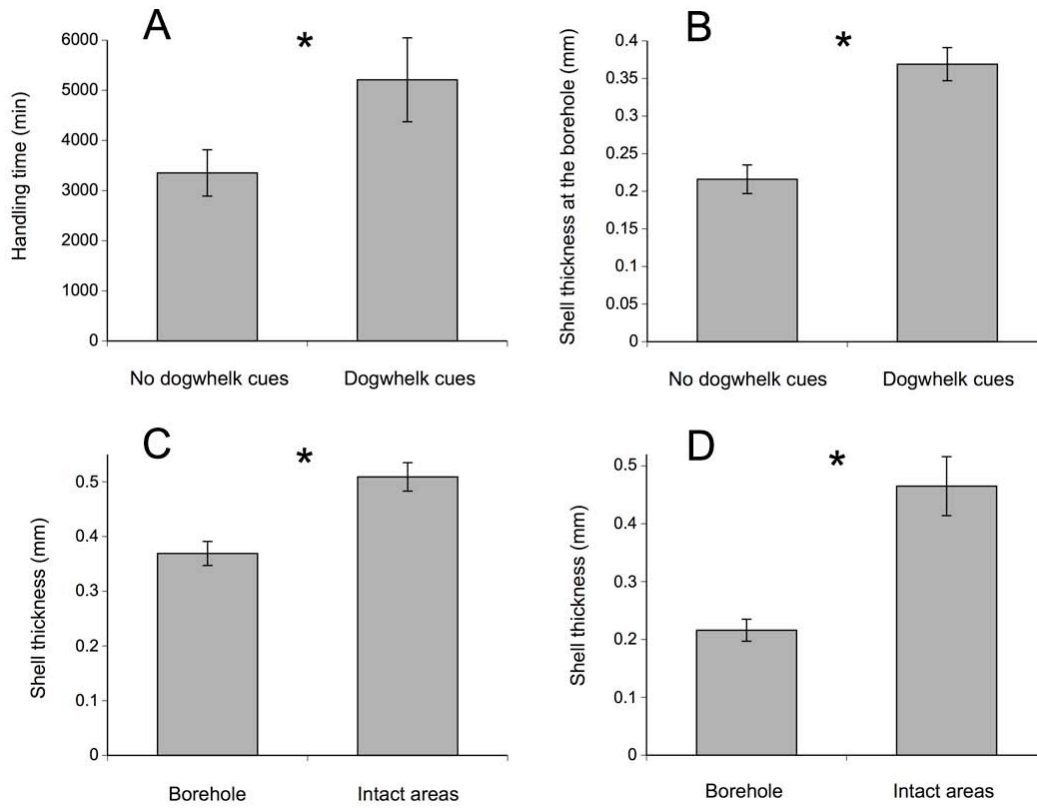 A
*
Handling time (min)
6000
5000
4000
3000
2000
1000
0
No dogwhelk cues
Dogwhelk cues
B
*
Shell thickness at the borehole (mm)
0.4
0.35
0.3
0.25
0.2
0.15
0.1
0.05
0
No dogwhelk cues
Dogwhelk cues
C
*
Shell thickness (mm)
0.5
0.4
0.3
0.2
0.1
0
Borehole
Intact areas
D
*
Shell thickness (mm)
0.5
0.4
0.3
0.2
0.1
0
Borehole
Intact areas